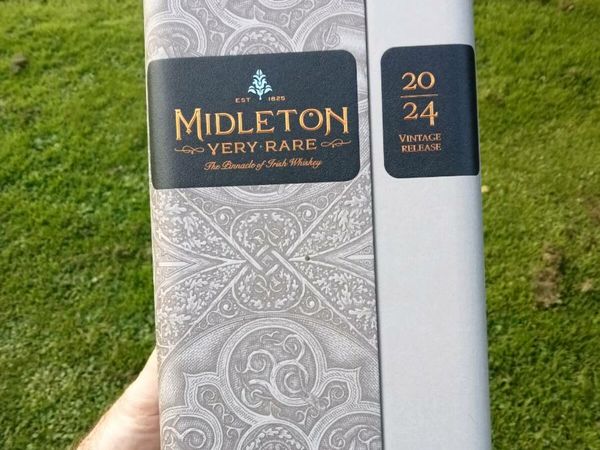 EST 1825
MIDLETON
VERY·RARE
The Pinnacle of Irish Whiskey
20
24
VINTAGE
RELEASE